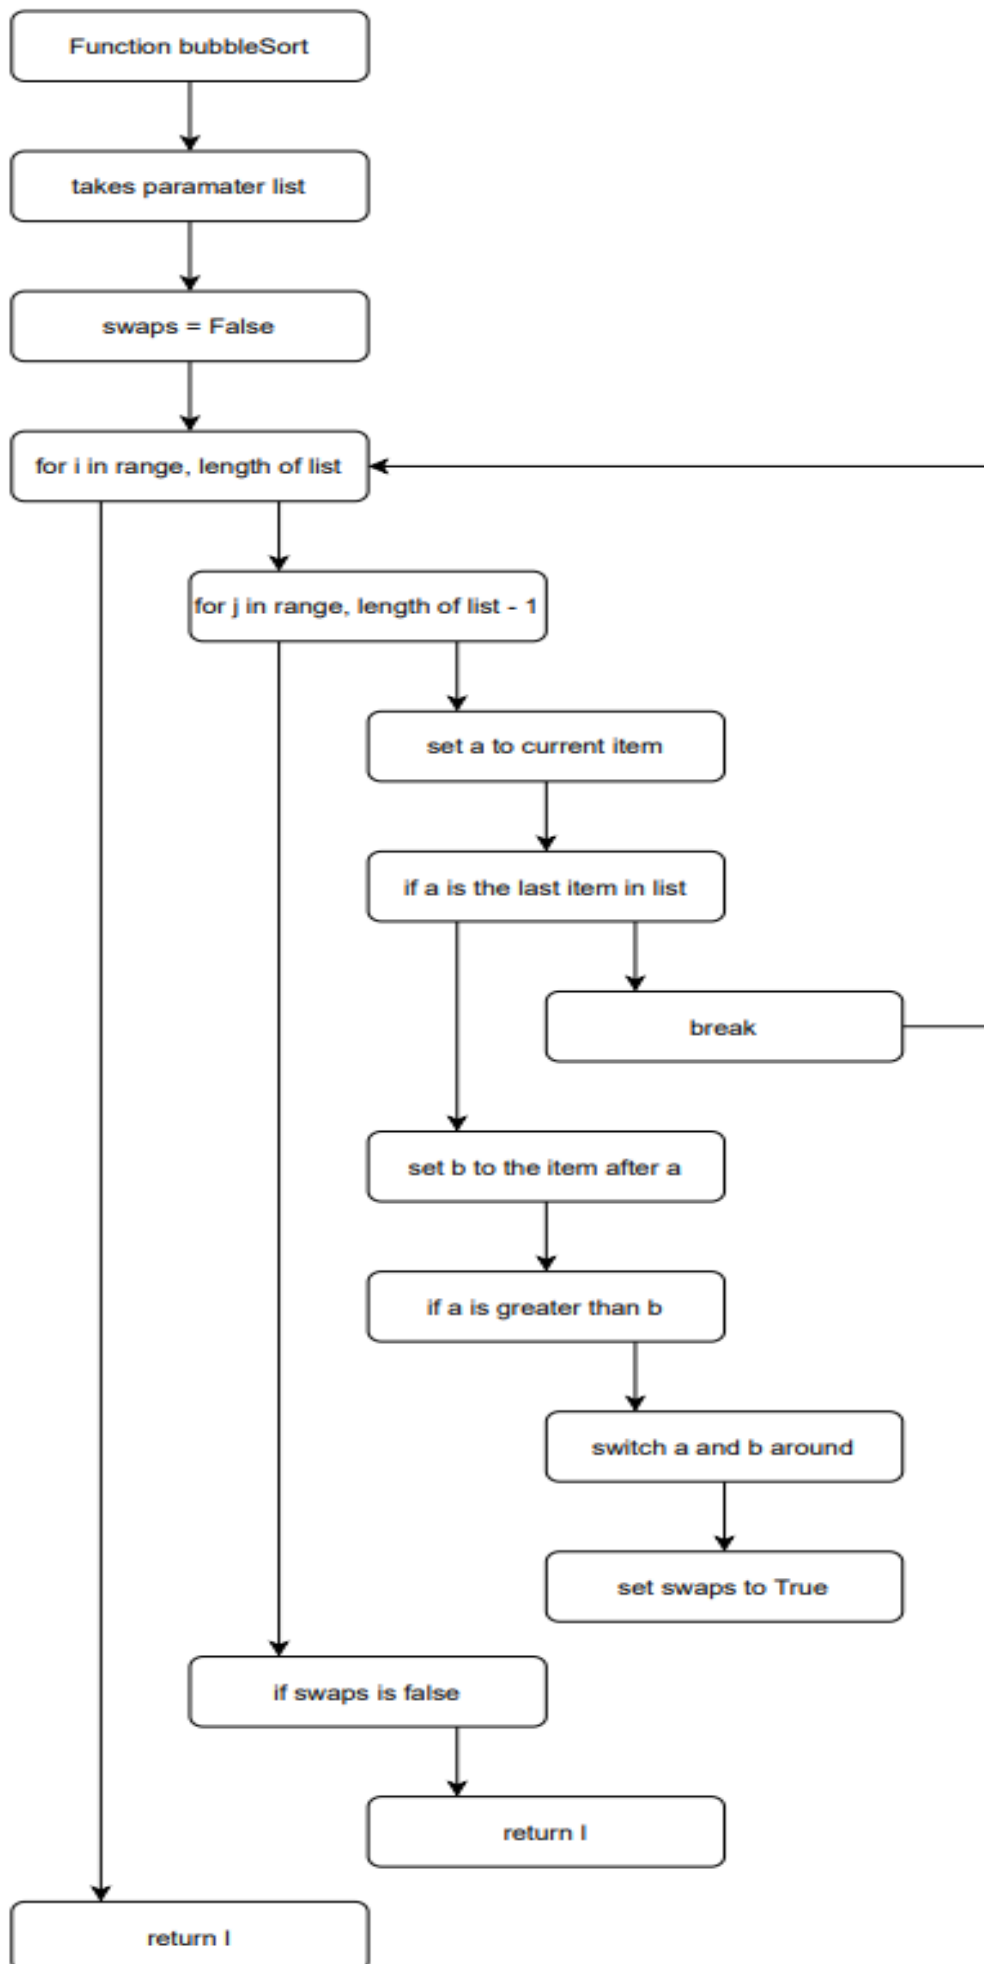 Function bubbleSort
takes paramater list
swaps = False
for i in range, length of list
for j in range, length of list - 1
set a to current item
if a is the last item in list
break
set b to the item after a
if a is greater than b
switch a and b around
set swaps to True
if swaps is false
return l
return l